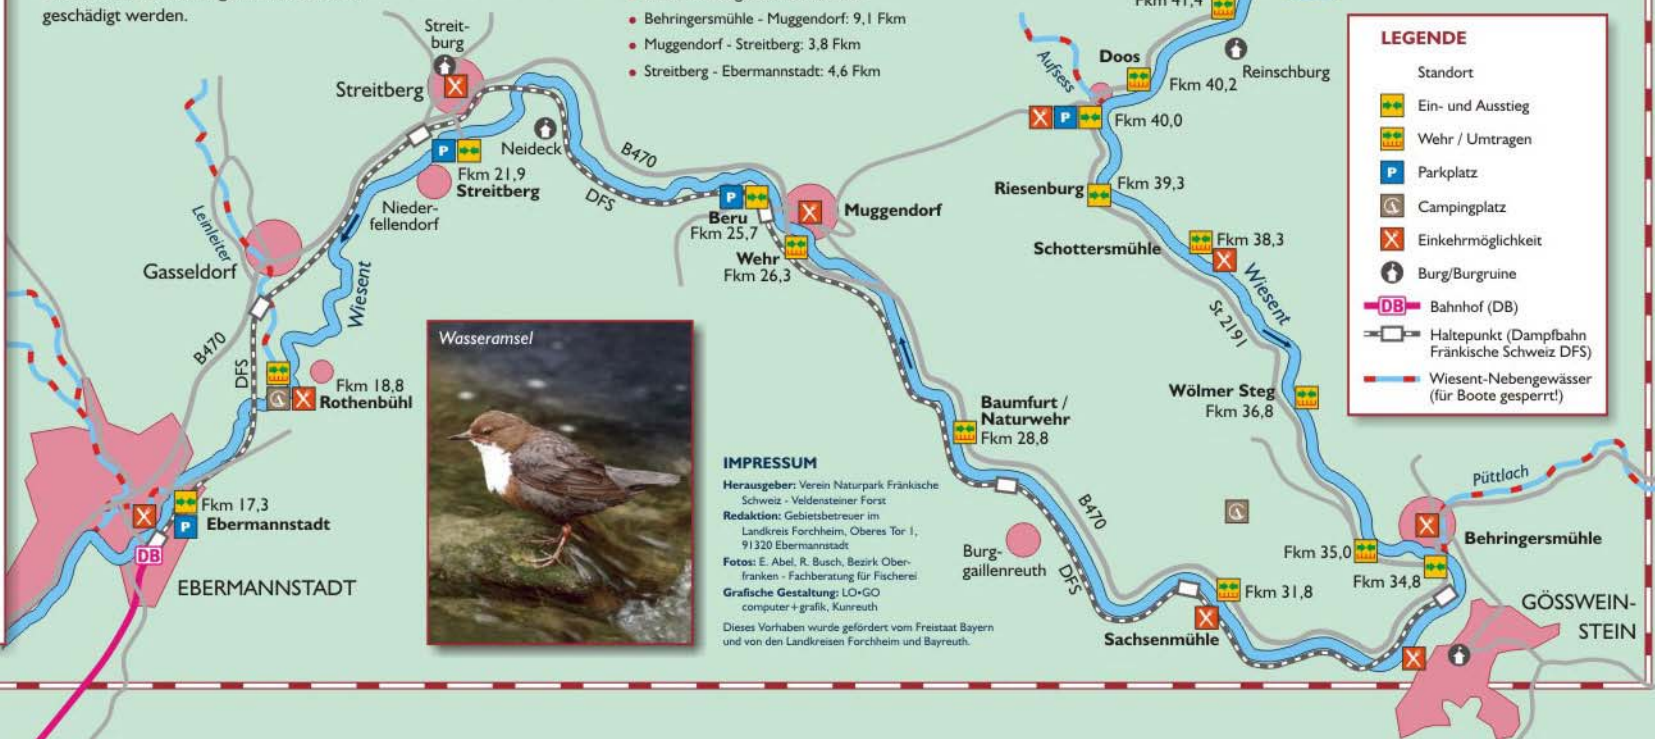 geschädigt werden.
• Behringersmühle - Muggendorf: 9,1 Fkm
• Muggendorf - Streitberg: 3,8 Fkm
• Streitberg - Ebermannstadt: 4,6 Fkm
Streit-
burg
Streitberg
Neideck
B470
DFS
Fkm 21,9
Streitberg
Nieder-
fellendorf
Leinleiter
Gasseldorf
Wiesent
B470
DFS
Fkm 18,8
Rothenbühl
Fkm 17,3
Ebermannstadt
DB
EBERMANNSTADT
P
P
P
P
Beru
Fkm 25,7
Wehr
Fkm 26,3
Muggendorf
Wasseramsel
Baumfurt /
Naturwehr
Fkm 28,8
B470
DFS
Burg-
gaillenreuth
Sachsenmühle
Fkm 31,8
Fkm 41,4
Doos
Aufsess
Reinschburg
Fkm 40,2
Fkm 40,0
Riesenburg
Fkm 39,3
Schottersmühle
Fkm 38,3
Wiesent
St 2191
Wölmer Steg
Fkm 36,8
Püttlach
Fkm 35,0
Fkm 34,8
Behringersmühle
GÖSSWEIN-
STEIN
IMPRESSUM
Herausgeber: Verein Naturpark Fränkische
Schweiz - Veldensteiner Forst
Redaktion: Gebietsbetreuer im
Landkreis Forchheim, Oberes Tor 1,
91320 Ebermannstadt
Fotos: E. Abel, R. Busch, Bezirk Ober-
franken - Fachberatung für Fischerei
Grafische Gestaltung: LO•GO
computer+grafik, Kunreuth
Dieses Vorhaben wurde gefördert vom Freistaat Bayern
und von den Landkreisen Forchheim und Bayreuth.
LEGENDE
Standort
Ein- und Ausstieg
Wehr / Umtragen
P Parkplatz
Campingplatz
Einkehrmöglichkeit
Burg/Burgruine
DB Bahnhof (DB)
Haltepunkt (Dampfbahn
Fränkische Schweiz DFS)
Wiesent-Nebengewässer
(für Boote gesperrt!)